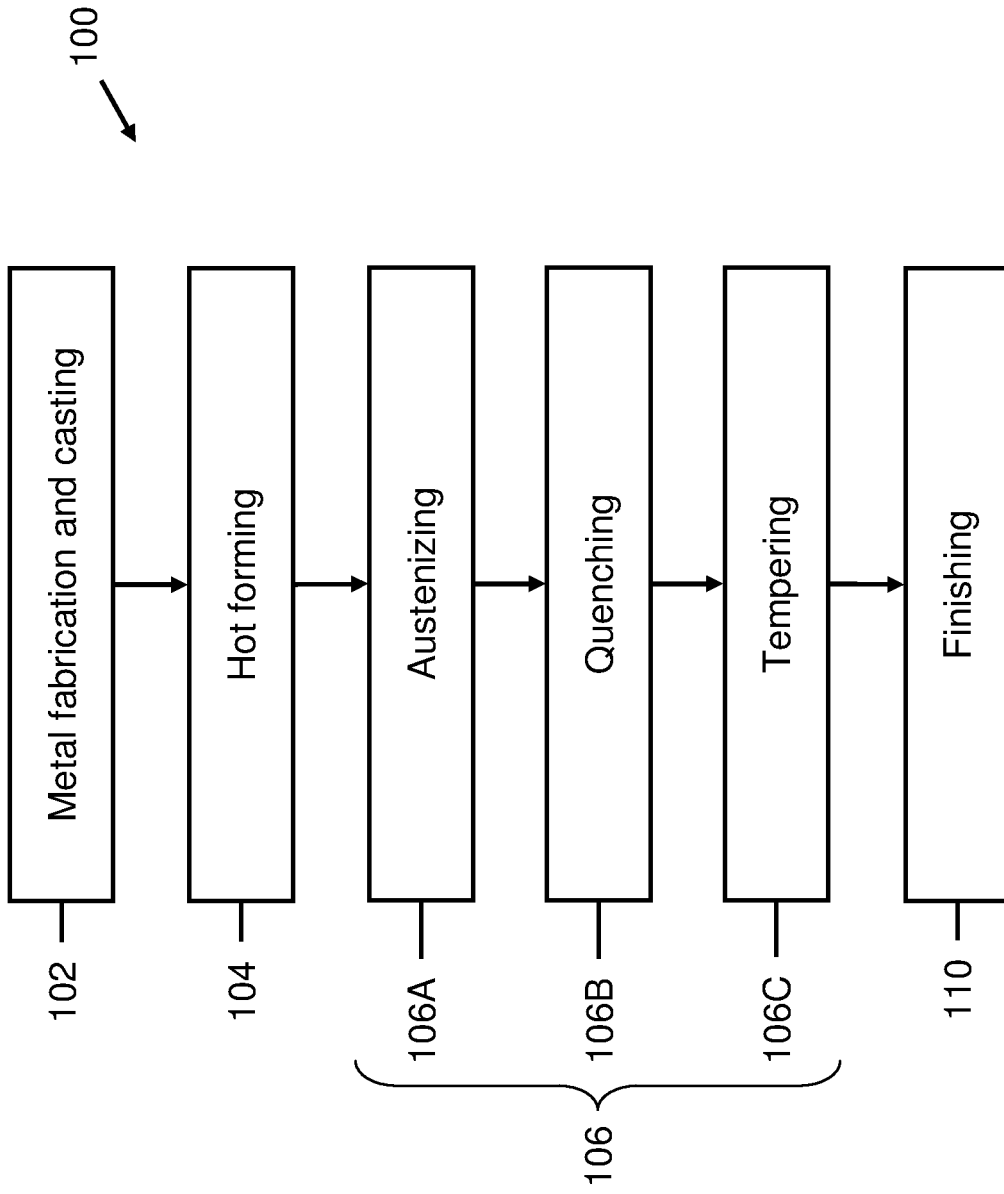 100
102
Metal fabrication and casting
104
Hot forming
106
106A
Austenizing
106B
Quenching
106C
Tempering
110
Finishing